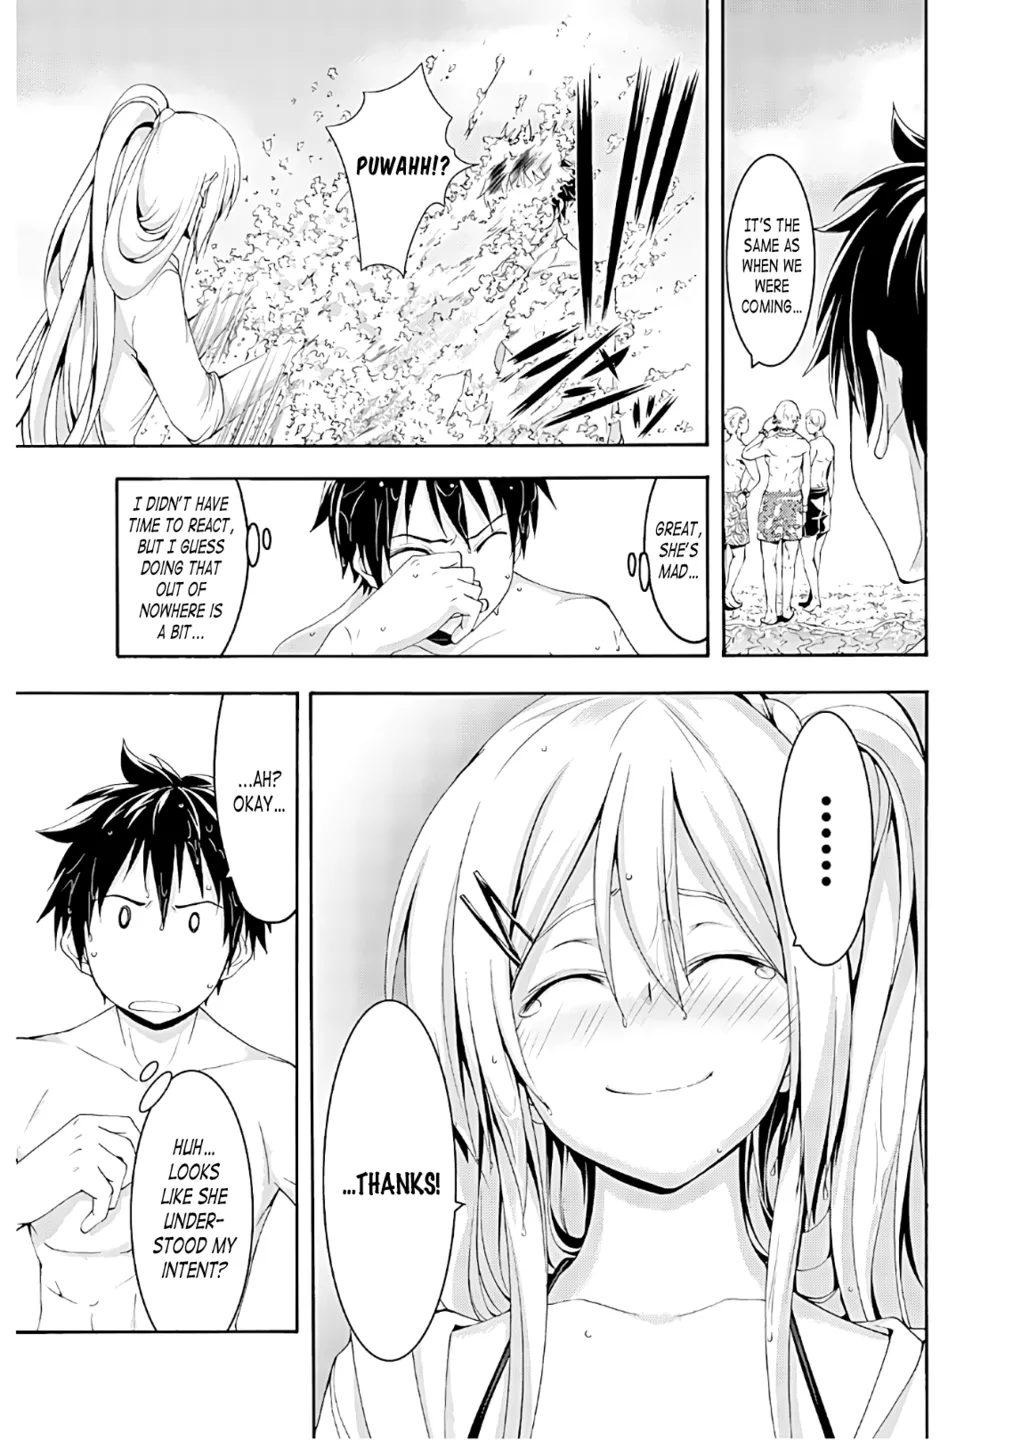 IT'S THE
SAME AS
WHEN WE
WERE
COMING...
PUWAHH!?
GREAT,
SHE'S
MAD...
I DIDN'T HAVE
TIME TO REACT,
BUT I GUESS
DOING THAT
OUT OF
NOWHERE IS
A BIT...
......
...THANKS!
...AH?
OKAY...
HUH...
LOOKS
LIKE SHE
UNDER-
STOOD MY
INTENT?